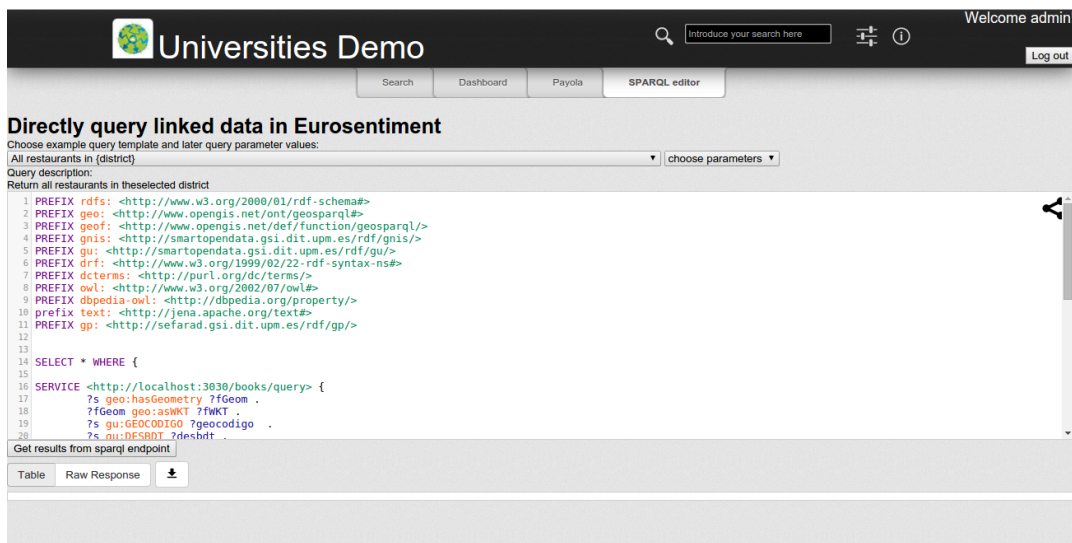 Welcome admin
Universities Demo
Introduce your search here
Log out
Search Dashboard Payola SPARQL editor
Directly query linked data in Eurosentiment
Choose example query template and later query parameter values:
All restaurants in {district} choose parameters
Query description:
Return all restaurants in theselected district
1 PREFIX rdfs: <http://www.w3.org/2000/01/rdf-schema#>
2 PREFIX geo: <http://www.opengis.net/ont/geosparql#>
3 PREFIX geof: <http://www.opengis.net/def/function/geosparql/>
4 PREFIX gnis: <http://smartopendata.gsi.dit.upm.es/rdf/gnis/>
5 PREFIX gu: <http://smartopendata.gsi.dit.upm.es/rdf/gu/>
6 PREFIX drf: <http://www.w3.org/1999/02/22-rdf-syntax-ns#>
7 PREFIX dcterms: <http://purl.org/dc/terms/>
8 PREFIX owl: <http://www.w3.org/2002/07/owl#>
9 PREFIX dbpedia-owl: <http://dbpedia.org/property/>
10 prefix text: <http://jena.apache.org/text#>
11 PREFIX gp: <http://sefarad.gsi.dit.upm.es/rdf/gp/>
12
13
14 SELECT * WHERE {
15
16 SERVICE <http://localhost:3030/books/query> {
17 ?s geo:hasGeometry ?fGeom .
18 ?fGeom geo:asWKT ?fWKT .
19 ?s gu:GEOCODIGO ?geocodigo .
20 ?s gu:DESBDT ?desbdt .
Get results from sparql endpoint
Table Raw Response